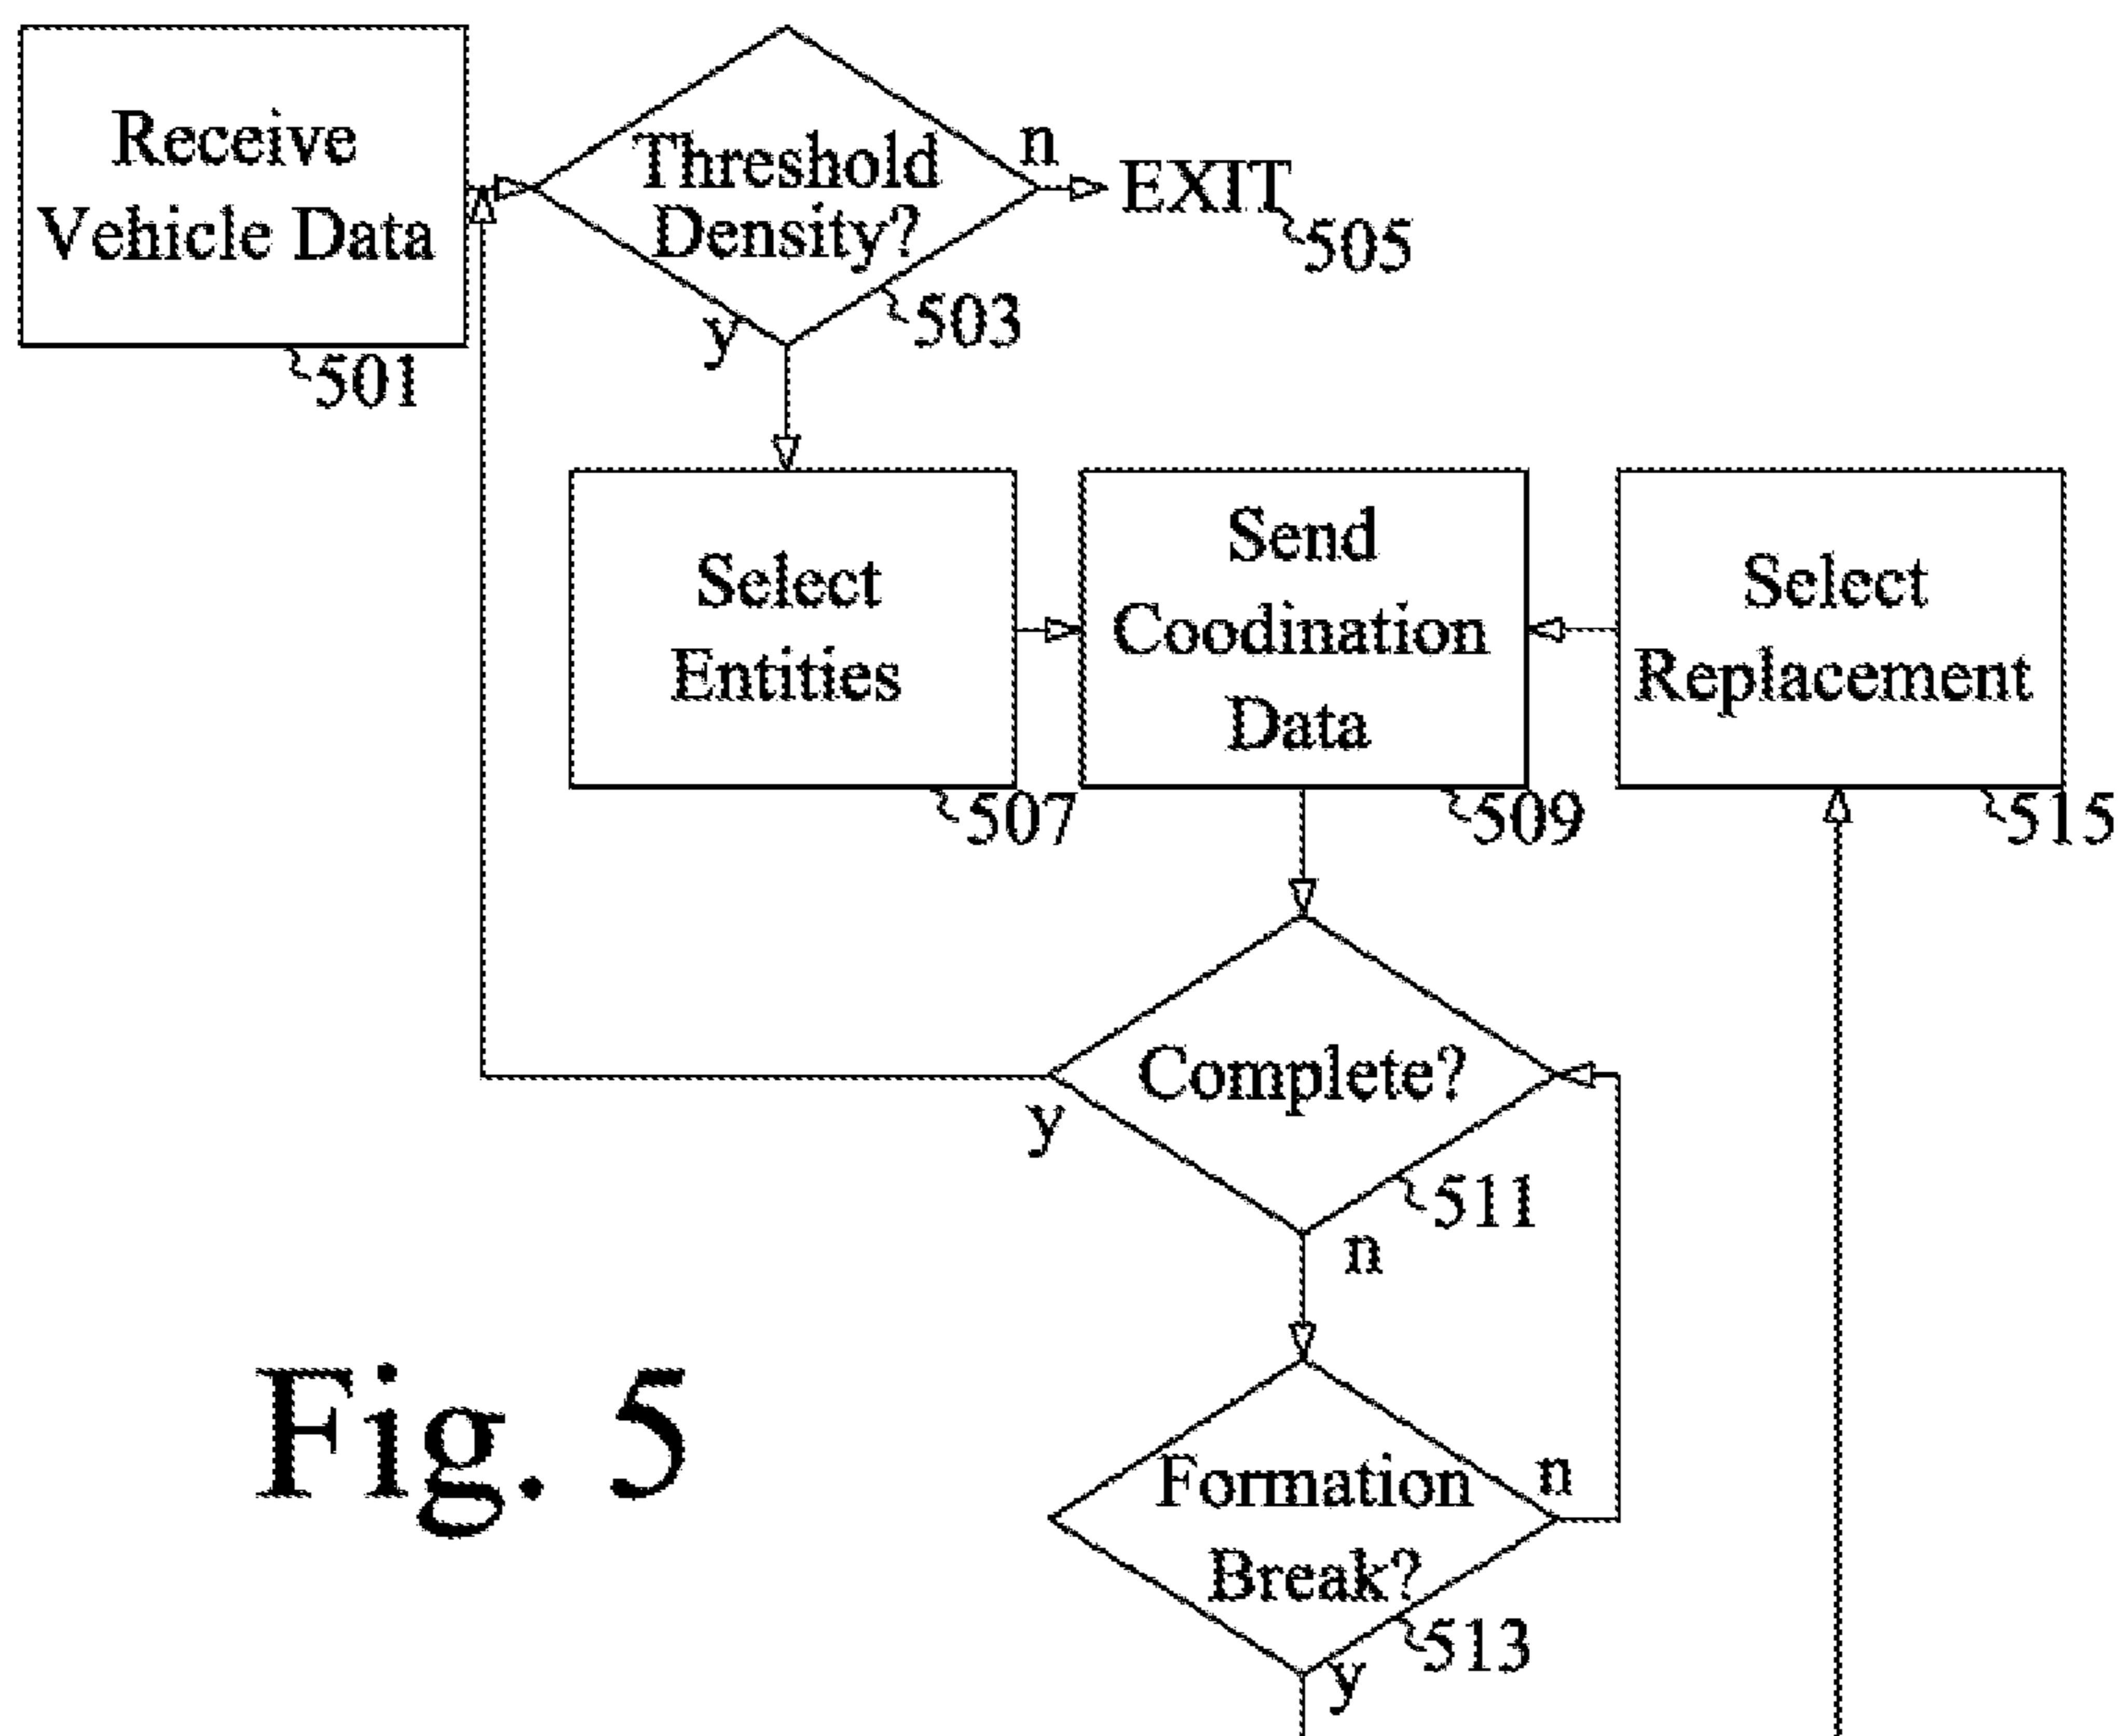 Receive
Vehicle Data
501
Threshold
Density?
503
n
y
EXIT
505
Select
Entities
507
Send
Coodination
Data
509
Select
Replacement
515
Complete?
511
y
n
Formation
Break?
513
n
y
Fig. 5